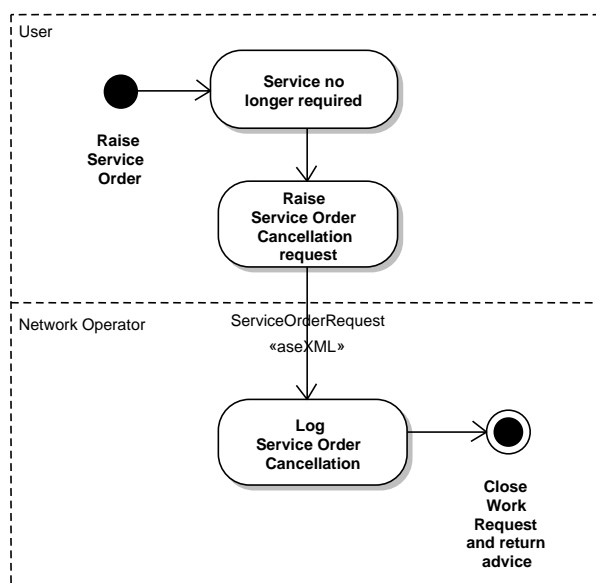 User
Service no
longer required
Raise
Service
Order
Raise
Service Order
Cancellation
request
Network Operator
ServiceOrderRequest
«aseXML»
Log
Service Order
Cancellation
Close
Work
Request
and return
advice